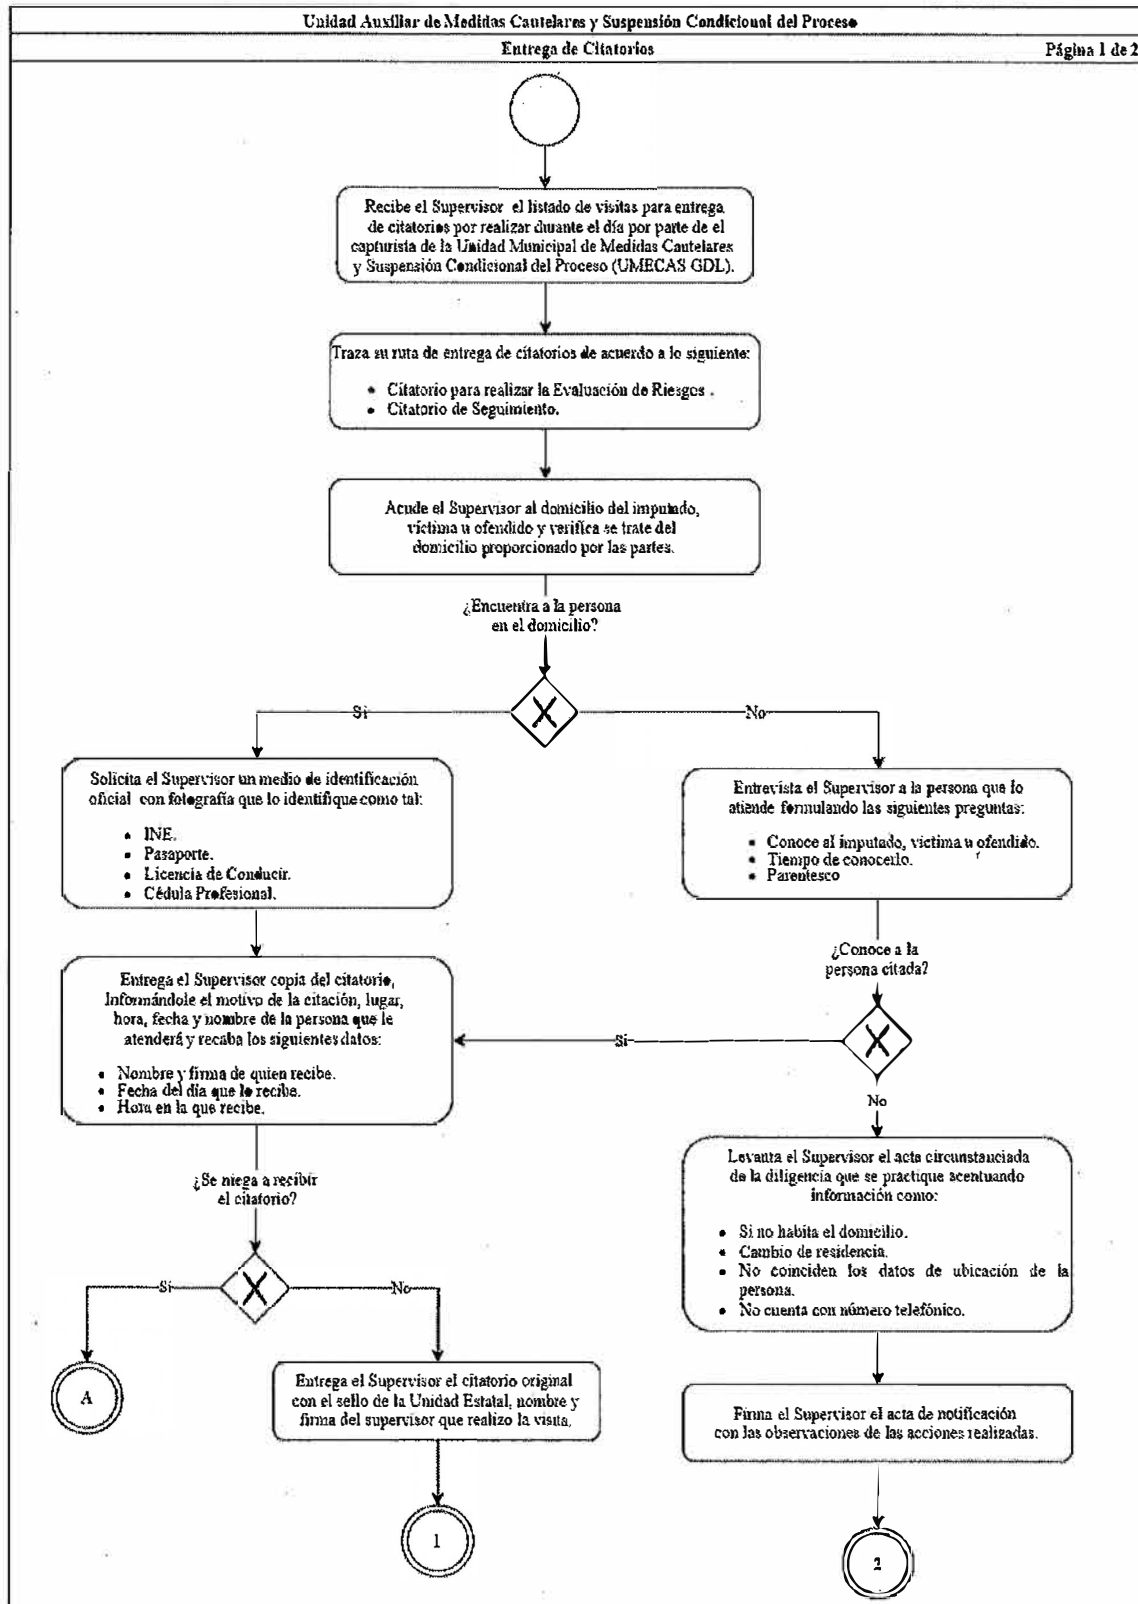 Unidad Auxiliar de Medidas Cautelares y Suspensión Condicional del Proceso
Entrega de Citatorios
Página 1 de 2
Recibe el Supervisor el listado de visitas para entrega
de citatorios por realizar durante el día por parte de el
capturista de la Unidad Municipal de Medidas Cautelares
y Suspensión Condicional del Proceso (UMECAS GDL).
Traza su ruta de entrega de citatorios de acuerdo a lo siguiente:
• Citatorio para realizar la Evaluación de Riesgos .
• Citatorio de Seguimiento.
Acude el Supervisor al domicilio del imputado,
víctima u ofendido y verifica se trate del
domicilio proporcionado por las partes.
¿Encuentra a la persona
en el domicilio?
Sí
No
Solicita el Supervisor un medio de identificación
oficial con fotografía que lo identifique como tal:
• INE.
• Pasaporte.
• Licencia de Conducir.
• Cédula Profesional.
Entrevista el Supervisor a la persona que lo
atiende formulando las siguientes preguntas:
• Conoce al imputado, víctima u ofendido.
• Tiempo de conocerlo.
• Parentesco
¿Conoce a la
persona citada?
Entrega el Supervisor copia del citatorio,
Informándole el motivo de la citación, lugar,
hora, fecha y nombre de la persona que le
atenderá y recaba los siguientes datos:
• Nombre y firma de quien recibe.
• Fecha del día que lo recibe.
• Hora en la que recibe.
Si
No
¿Se niega a recibir
el citatorio?
Levanta el Supervisor el acta circunstanciada
de la diligencia que se practique acentuando
información como:
• Si no habita el domicilio.
• Cambio de residencia.
• No coinciden los datos de ubicación de la
persona.
• No cuenta con número telefónico.
Sí
No
A
Entrega el Supervisor el citatorio original
con el sello de la Unidad Estatal, nombre y
firma del supervisor que realizo la visita.
Firma el Supervisor el acta de notificación
con las observaciones de las acciones realizadas.
1
2